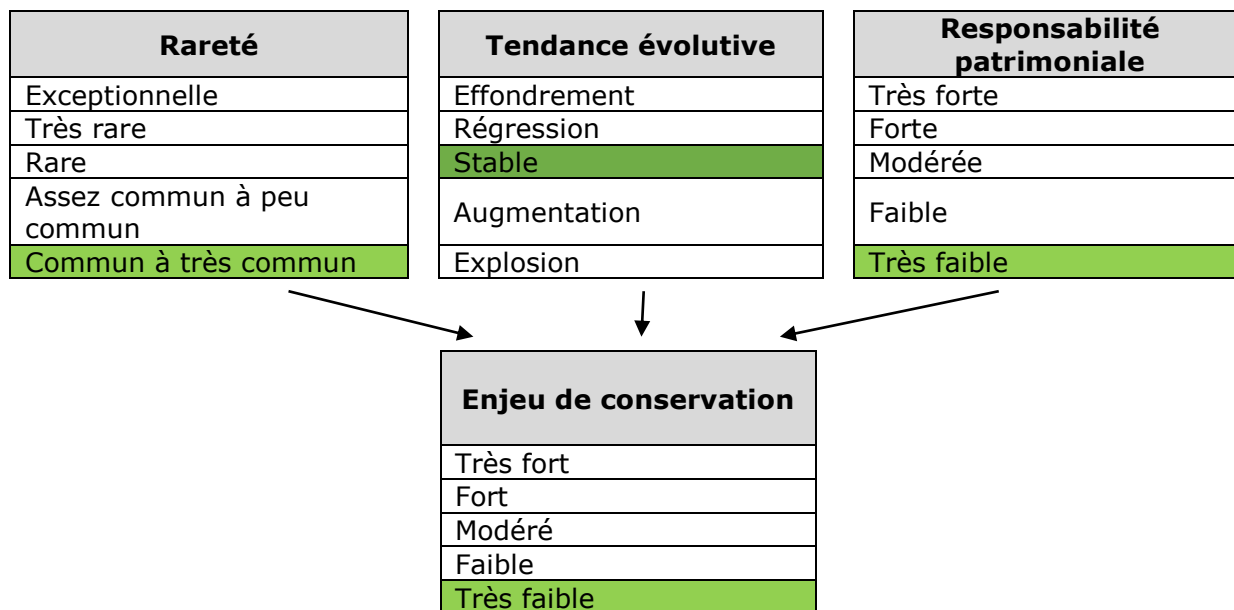 Rareté
Exceptionnelle
Très rare
Rare
Assez commun à peu
commun
Commun à très commun
Tendance évolutive
Effondrement
Régression
Stable
Augmentation
Explosion
Responsabilité
patrimoniale
Très forte
Forte
Modérée
Faible
Très faible
Enjeu de conservation
Très fort
Fort
Modéré
Faible
Très faible